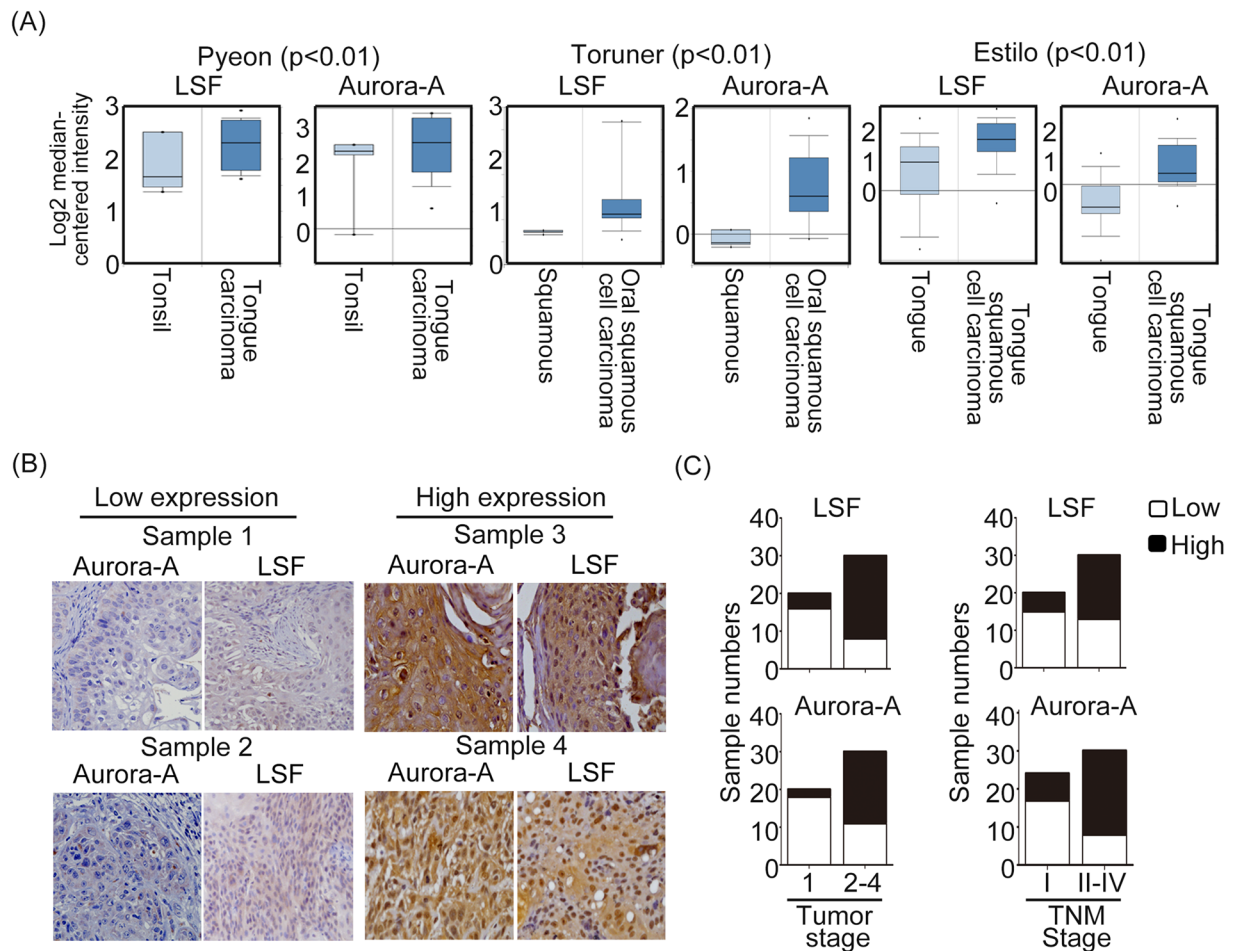 (A)
Pyeon (p<0.01)
Toruner (p<0.01)
Estilo (p<0.01)
LSF
Aurora-A
LSF
Aurora-A
LSF
Aurora-A
Log2 median-
centered intensity
3
2
1
0
3
2
1
0
3
2
1
0
2
1
0
2
1
0
2
1
0
Tonsil
Tongue
carcinoma
Tonsil
Tongue
carcinoma
Squamous
Oral squamous
cell carcinoma
Squamous
Oral squamous
cell carcinoma
Tongue
Tongue
squamous
cell carcinoma
Tongue
Tongue
squamous
cell carcinoma
(B)
Low expression
High expression
Sample 1
Sample 3
Aurora-A
LSF
Aurora-A
LSF
Sample 2
Sample 4
Aurora-A
LSF
Aurora-A
LSF
(C)
LSF
LSF
Low
High
Sample numbers
40
30
20
10
0
Sample numbers
40
30
20
10
0
Aurora-A
Aurora-A
40
30
20
10
0
40
30
20
10
0
1
2-4
I
II-IV
Tumor
stage
TNM
Stage